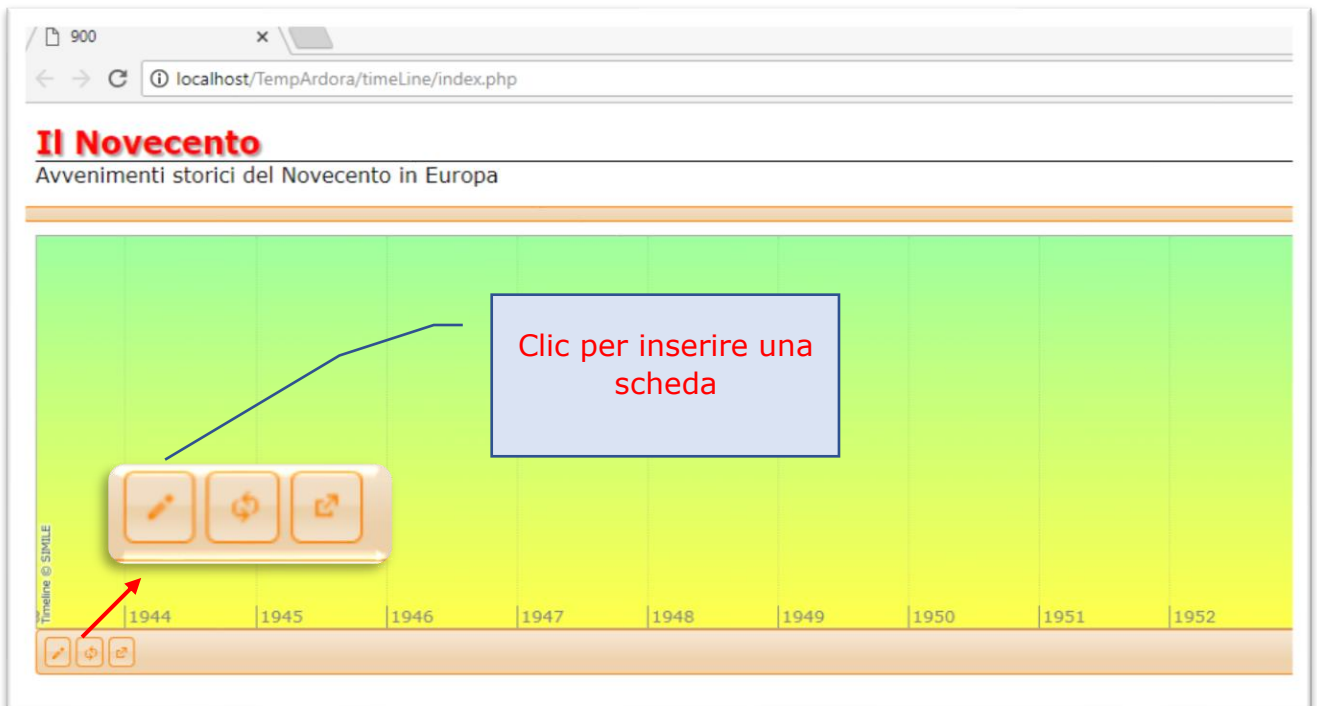 900
localhost/TempArdora/timeLine/index.php
Il Novecento
Avvenimenti storici del Novecento in Europa
Clic per inserire una
scheda
Timeline © SIMILE
1944 1945 1946 1947 1948 1949 1950 1951 1952